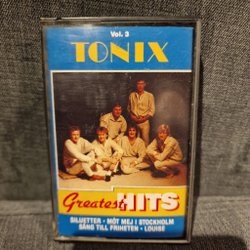 Vol. 3
TONIX
Greatest HITS
SILUETTER - MÖT MEJ I STOCKHOLM
SÅNG TILL FRIHETEN - LOUISE